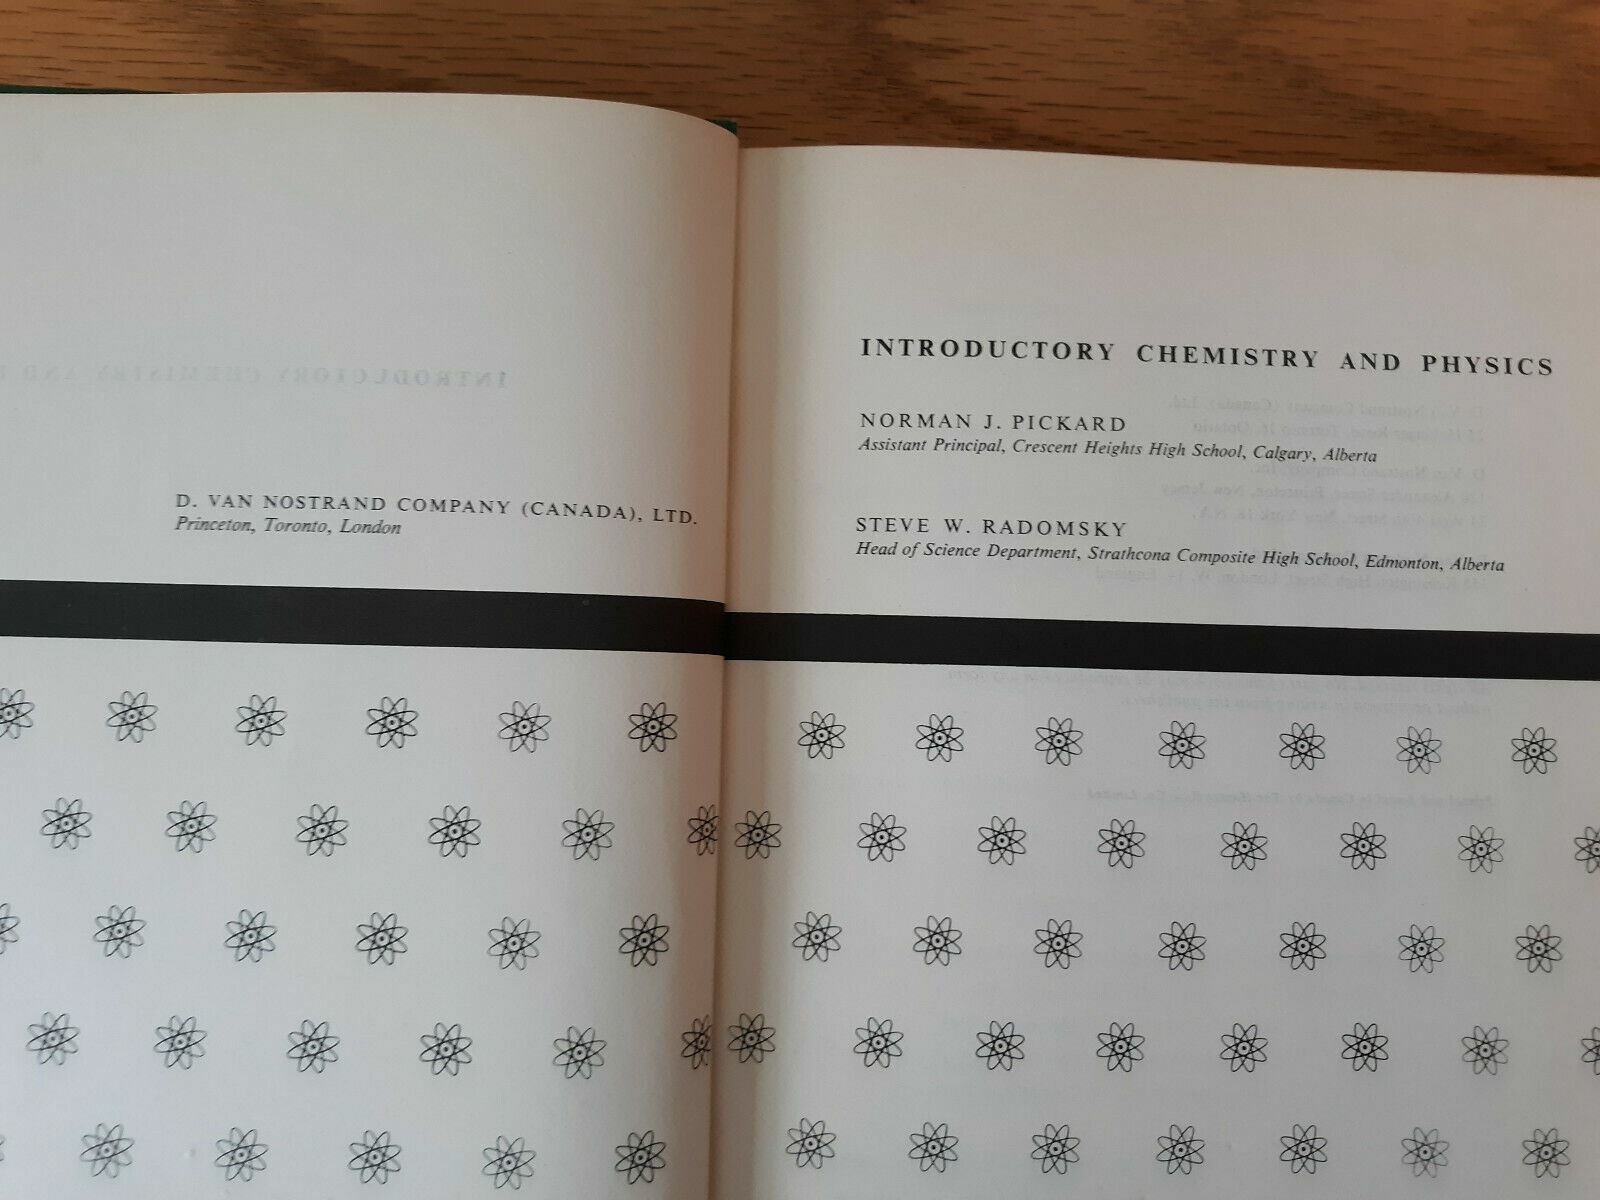 D. VAN NOSTRAND COMPANY (CANADA), LTD.
Princeton, Toronto, London
INTRODUCTORY CHEMISTRY AND PHYSICS
NORMAN J. PICKARD
Assistant Principal, Crescent Heights High School, Calgary, Alberta
STEVE W. RADOMSKY
Head of Science Department, Strathcona Composite High School, Edmonton, Alberta